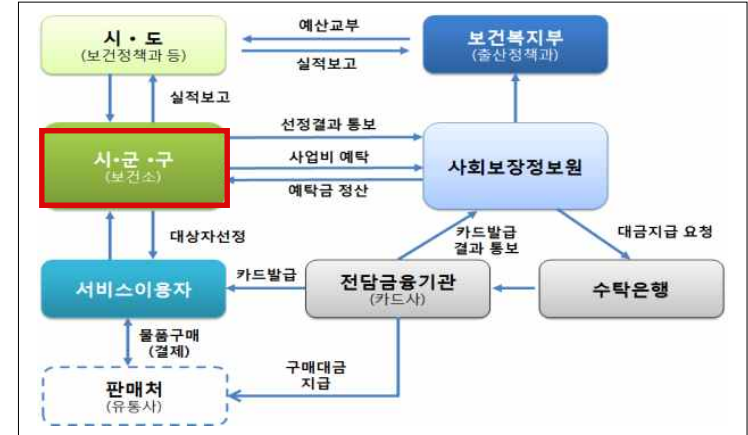 시・도
(보건정책과 등)
예산교부
실적보고
보건복지부
(출산정책과)
실적보고
시・군・구
(보건소)
선정결과 통보
사업비 예탁
예탁금 정산
사회보장정보원
대상자선정
카드발급
결과 통보
대금지급 요청
서비스이용자
카드발급
전담금융기관
(카드사)
수탁은행
물품구매
(결제)
구매대금
지급
판매처
(유통사)